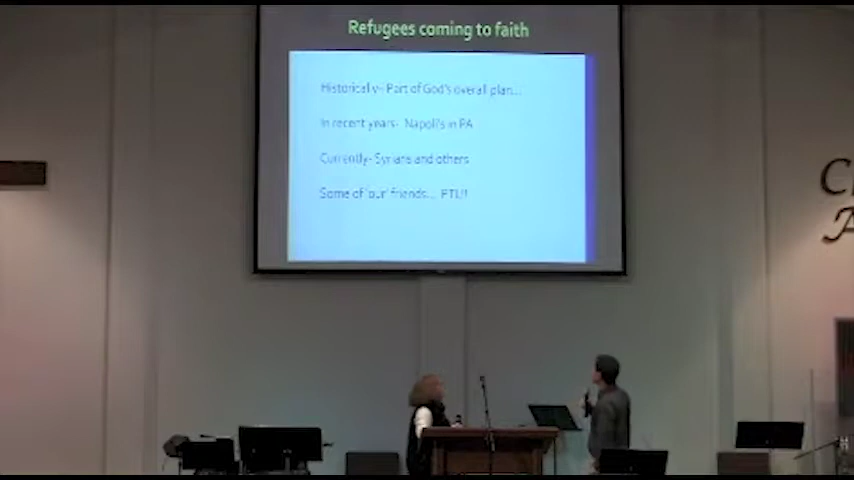 Refugees coming to faith
Historically- Part of God's overall plan...
In recent years- Napoli's in PA
Currently- Syrians and others
Some of 'our' friends... PTL!!